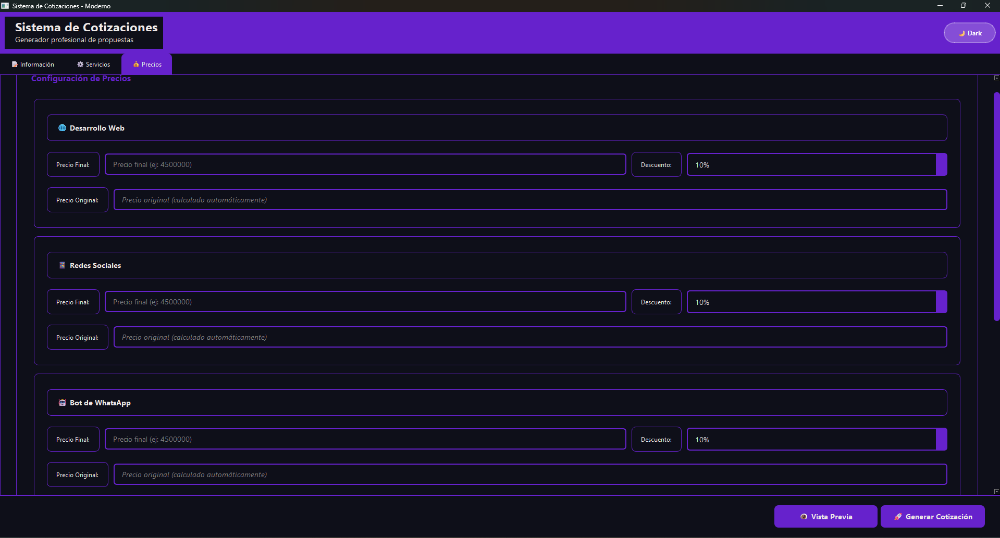 Sistema de Cotizaciones - Moderno
Sistema de Cotizaciones
Generador profesional de propuestas
Dark
Información
Servicios
Precios
Configuración de Precios
Desarrollo Web
Precio Final:
Precio final (ej: 4500000)
Descuento:
10%
Precio Original:
Precio original (calculado automáticamente)
Redes Sociales
Precio Final:
Precio final (ej: 4500000)
Descuento:
10%
Precio Original:
Precio original (calculado automáticamente)
Bot de WhatsApp
Precio Final:
Precio final (ej: 4500000)
Descuento:
10%
Precio Original:
Precio original (calculado automáticamente)
Vista Previa
Generar Cotización